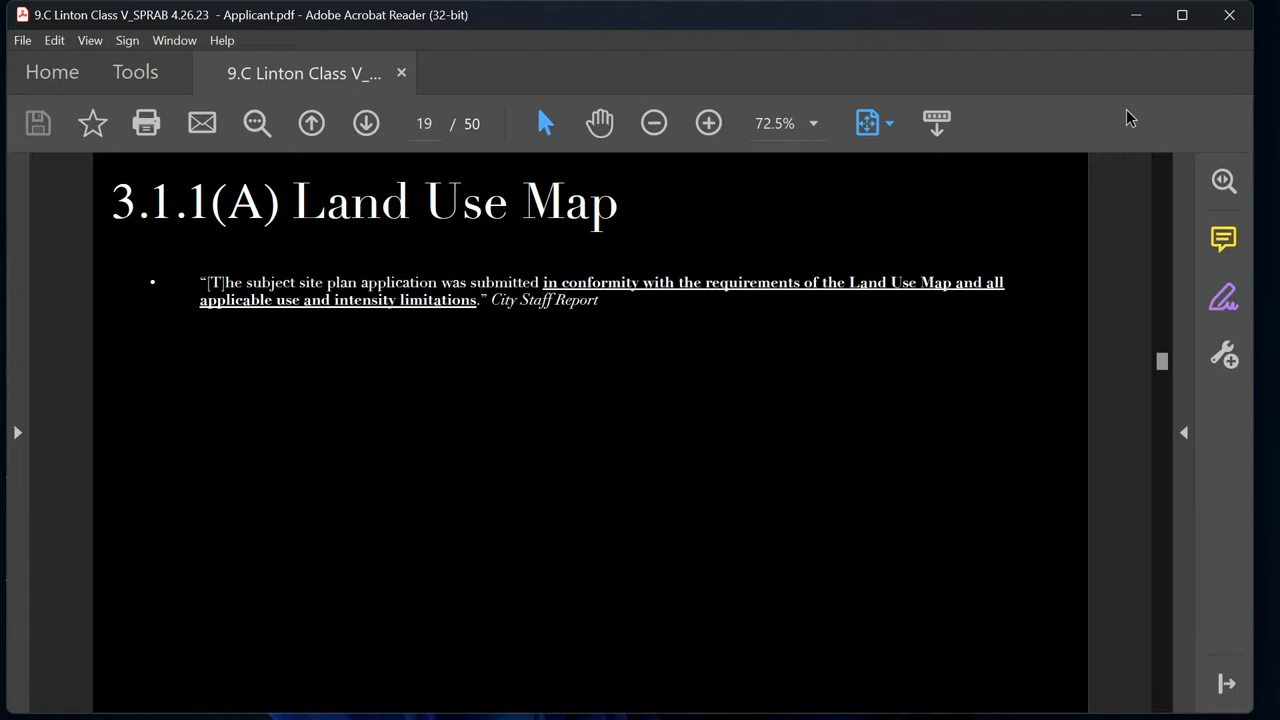 9.C Linton Class V_SPRAB 4.26.23 - Applicant.pdf - Adobe Acrobat Reader (32-bit)
File Edit View Sign Window Help
Home Tools 9.C Linton Class V_... ×
19 / 50 72.5%
3.1.1(A) Land Use Map
• “[T]he subject site plan application was submitted in conformity with the requirements of the Land Use Map and all
applicable use and intensity limitations.” City Staff Report